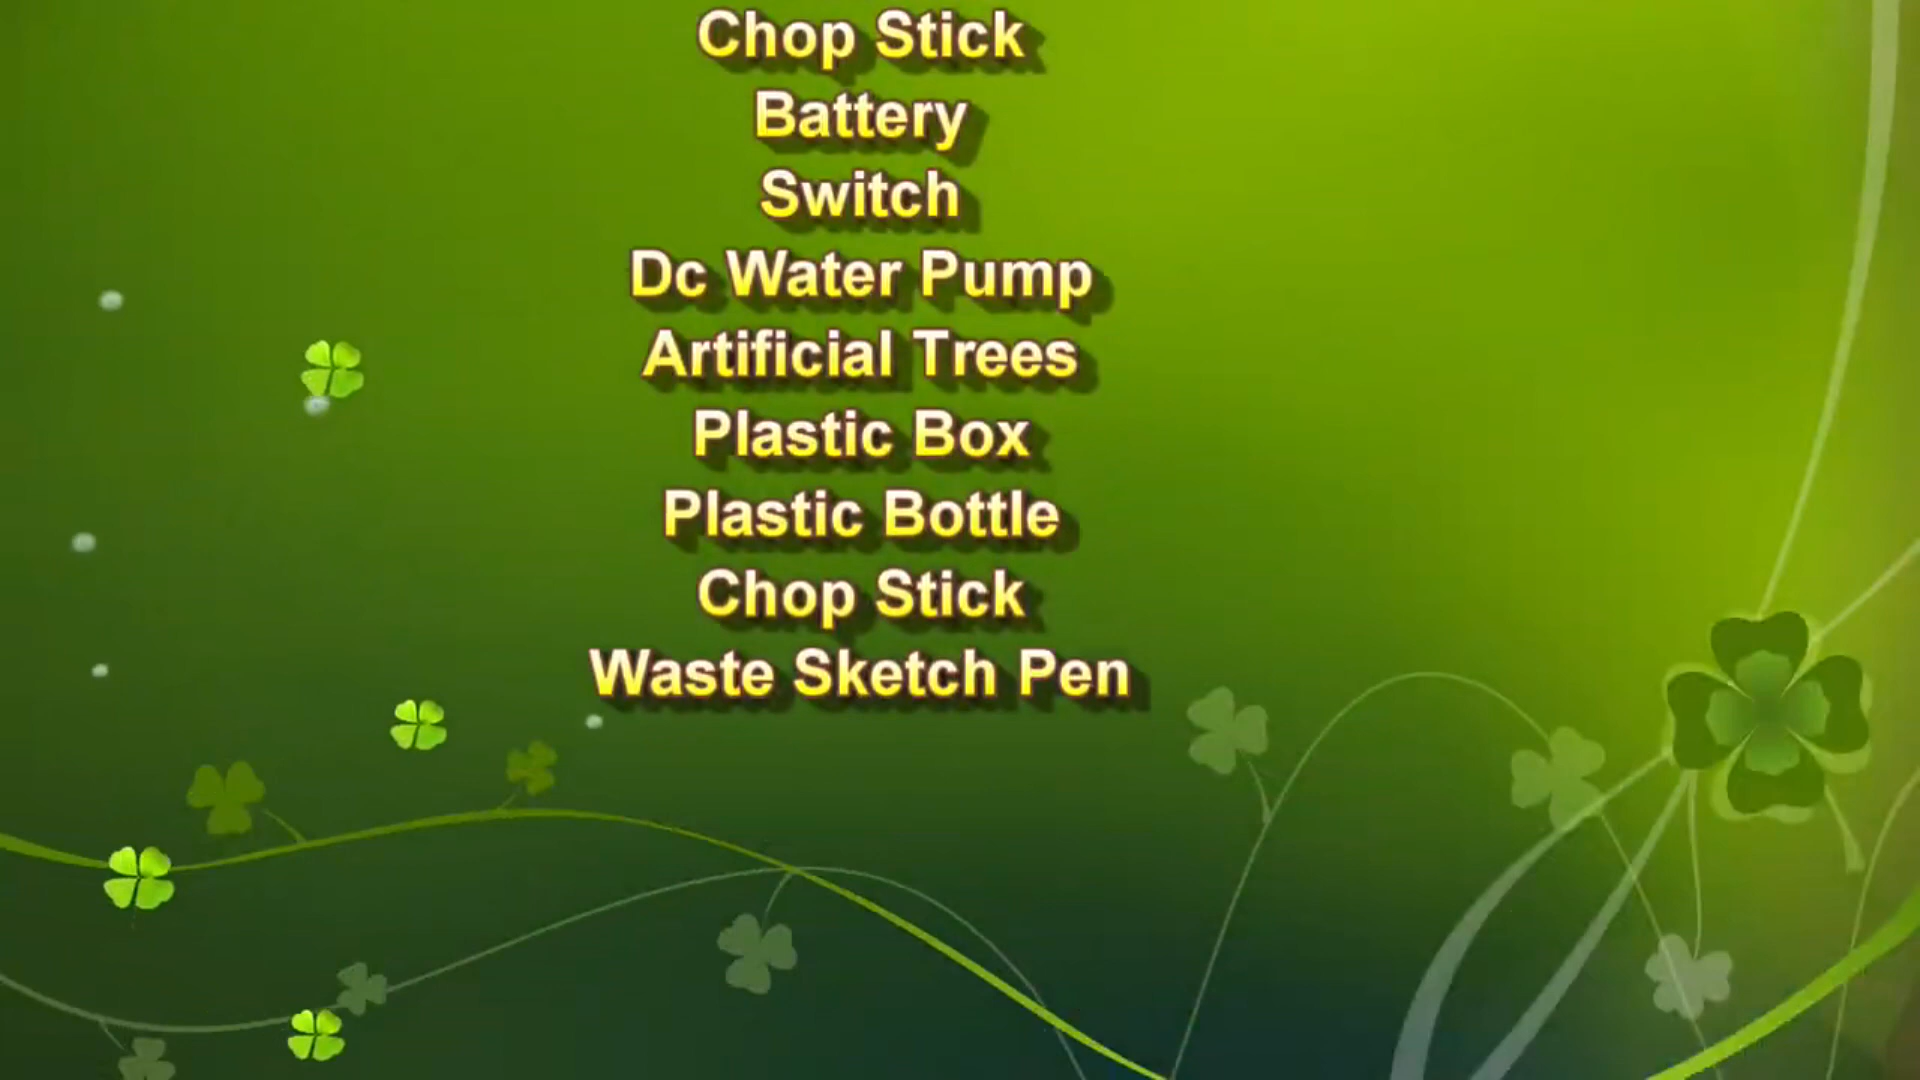 Chop Stick
Battery
Switch
Dc Water Pump
Artificial Trees
Plastic Box
Plastic Bottle
Chop Stick
Waste Sketch Pen